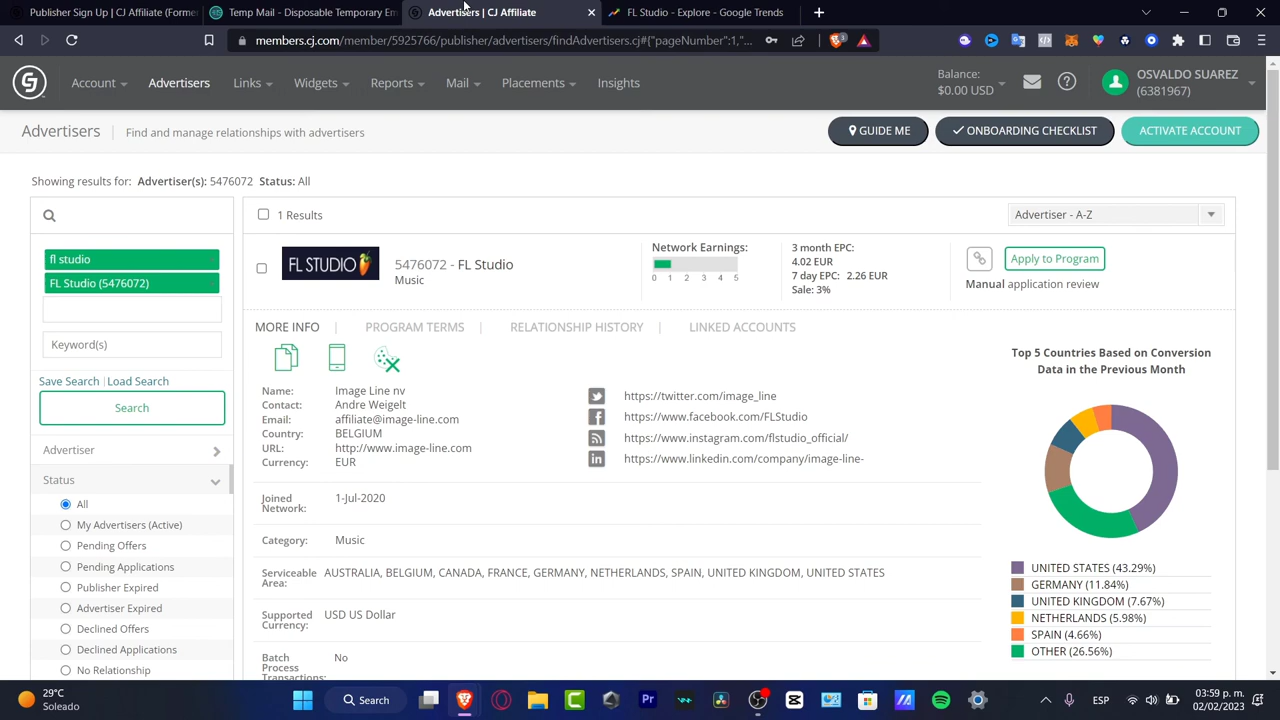 Publisher Sign Up | CJ Affiliate (Former
Temp Mail - Disposable Temporary Em
Advertisers | CJ Affiliate
FL Studio - Explore - Google Trends
members.cj.com/member/5925766/publisher/advertisers/findAdvertisers.cj#{"pageNumber":1,"...
3
Account
Advertisers
Links
Widgets
Reports
Mail
Placements
Insights
Balance:
$0.00 USD
OSVALDO SUAREZ
(6381967)
Advertisers
Find and manage relationships with advertisers
GUIDE ME
ONBOARDING CHECKLIST
ACTIVATE ACCOUNT
Showing results for: Advertiser(s): 5476072 Status: All
1 Results
Advertiser - A-Z
fl studio
FL Studio (5476072)
Keyword(s)
Save Search | Load Search
Search
Advertiser
Status
All
My Advertisers (Active)
Pending Offers
Pending Applications
Publisher Expired
Advertiser Expired
Declined Offers
Declined Applications
No Relationship
FL STUDIO
5476072 - FL Studio
Music
Network Earnings:
0 1 2 3 4 5
3 month EPC:
4.02 EUR
7 day EPC: 2.26 EUR
Sale: 3%
Apply to Program
Manual application review
MORE INFO | PROGRAM TERMS | RELATIONSHIP HISTORY | LINKED ACCOUNTS
Name: Image Line nv
Contact: Andre Weigelt
Email: affiliate@image-line.com
Country: BELGIUM
URL: http://www.image-line.com
Currency: EUR
https://twitter.com/image_line
https://www.facebook.com/FLStudio
https://www.instagram.com/flstudio_official/
https://www.linkedin.com/company/image-line-
Joined
Network: 1-Jul-2020
Category: Music
Serviceable
Area: AUSTRALIA, BELGIUM, CANADA, FRANCE, GERMANY, NETHERLANDS, SPAIN, UNITED KINGDOM, UNITED STATES
Supported
Currency: USD US Dollar
Batch
Process
Transactions: No
Top 5 Countries Based on Conversion
Data in the Previous Month
UNITED STATES (43.29%)
GERMANY (11.84%)
UNITED KINGDOM (7.67%)
NETHERLANDS (5.98%)
SPAIN (4.66%)
OTHER (26.56%)
29°C
Soleado
Search
Pr
ESP
03:59 p. m.
02/02/2023